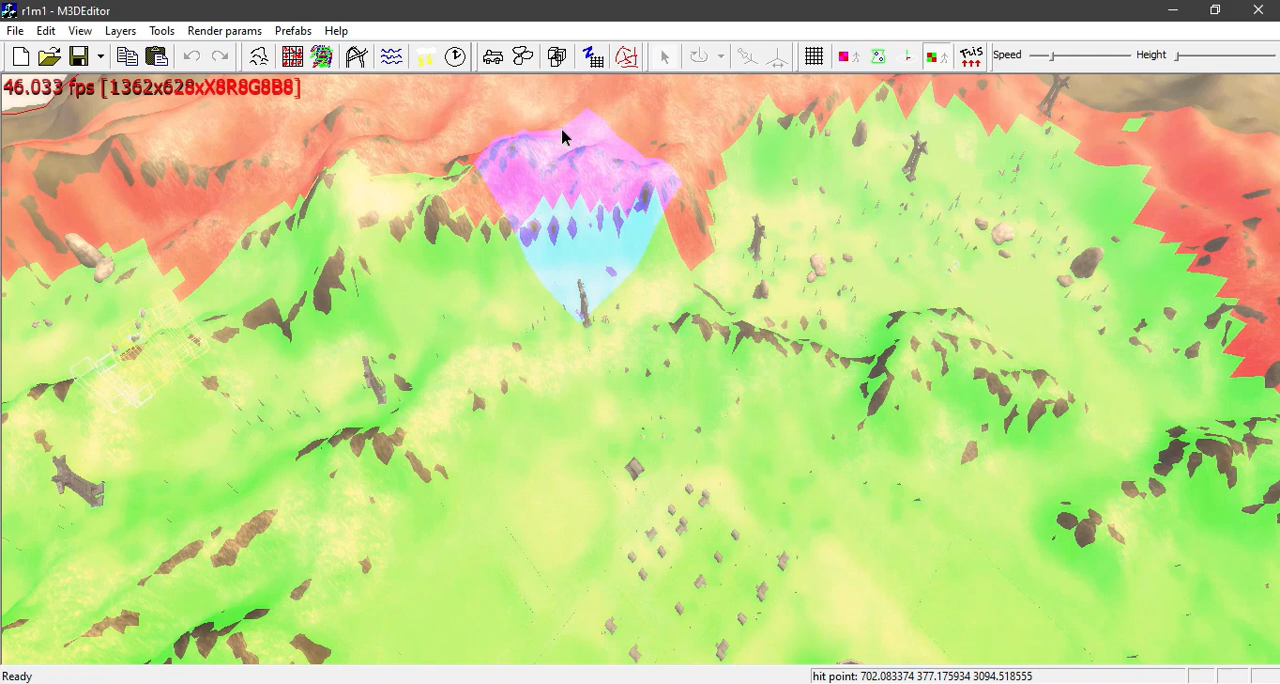 r1m1 - M3DEditor
File Edit View Layers Tools Render params Prefabs Help
Speed Height
46.033 fps [1362x628xX8R8G8B8]
Ready hit point: 702.083374 377.175934 3094.518555